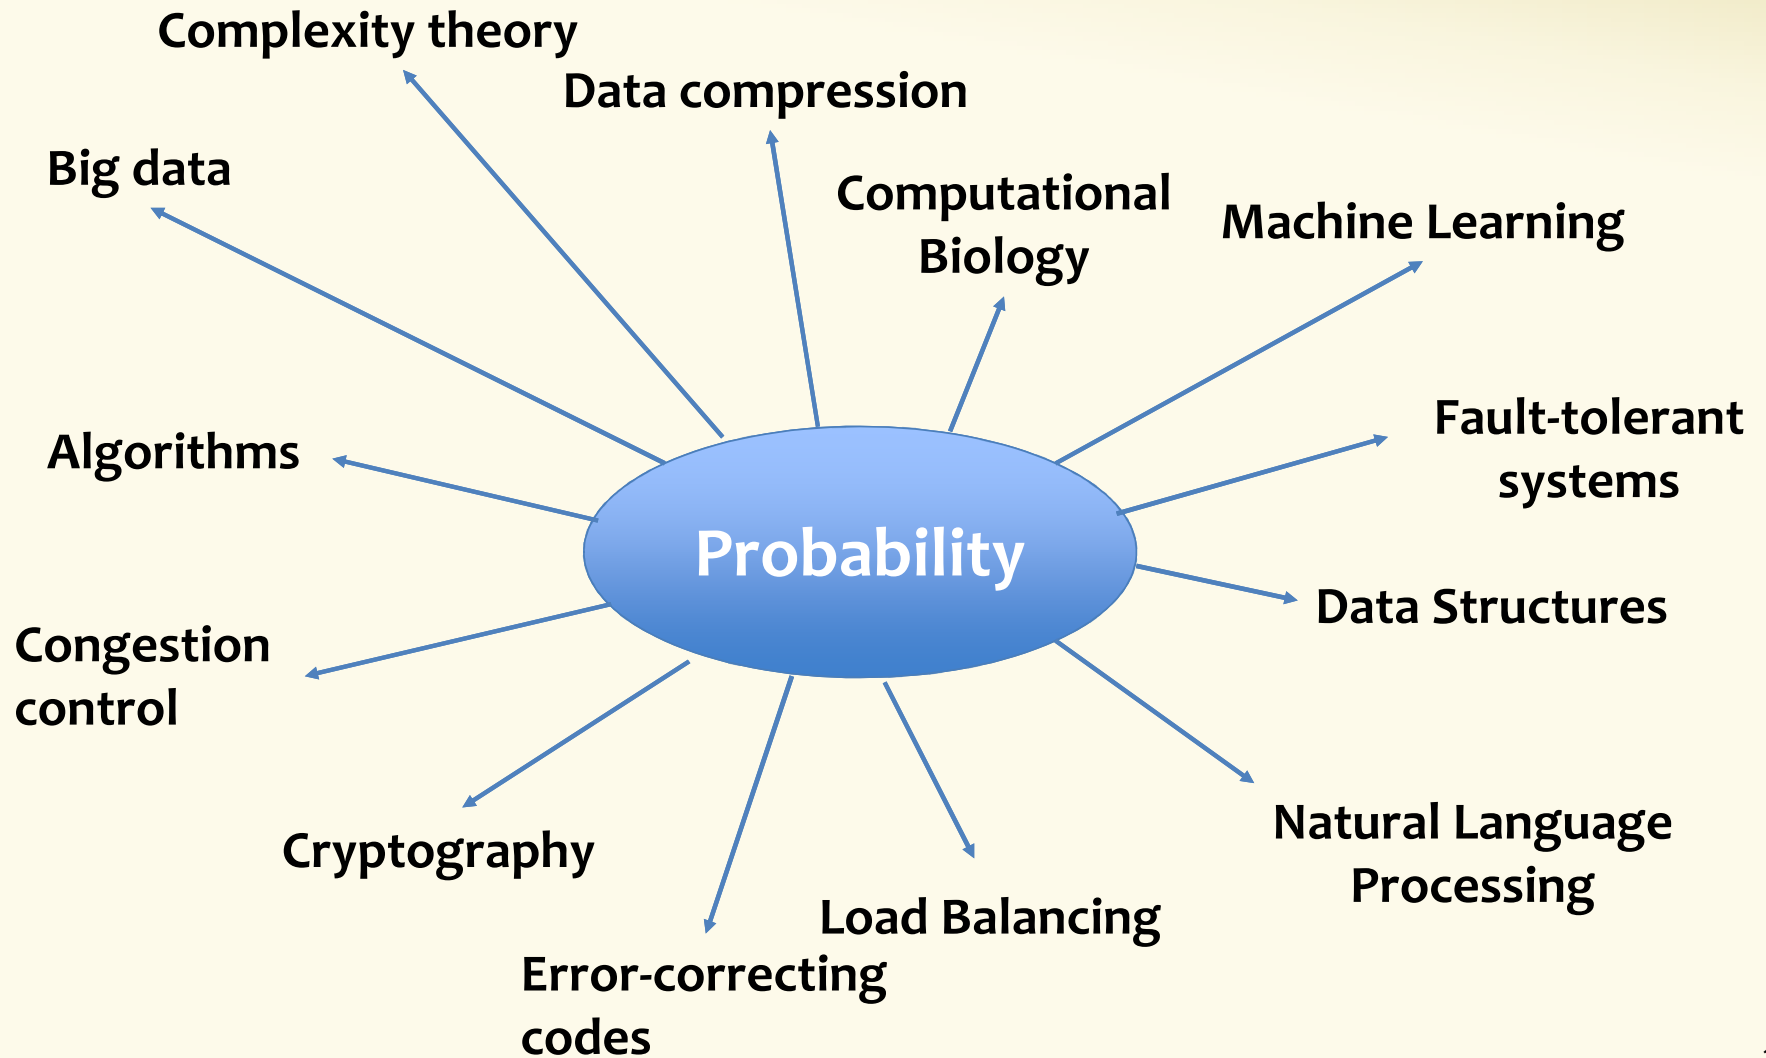 Complexity theory
Data compression
Big data
Computational
Biology
Machine Learning
Fault-tolerant
systems
Algorithms
Probability
Data Structures
Congestion
control
Natural Language
Processing
Cryptography
Load Balancing
Error-correcting
codes